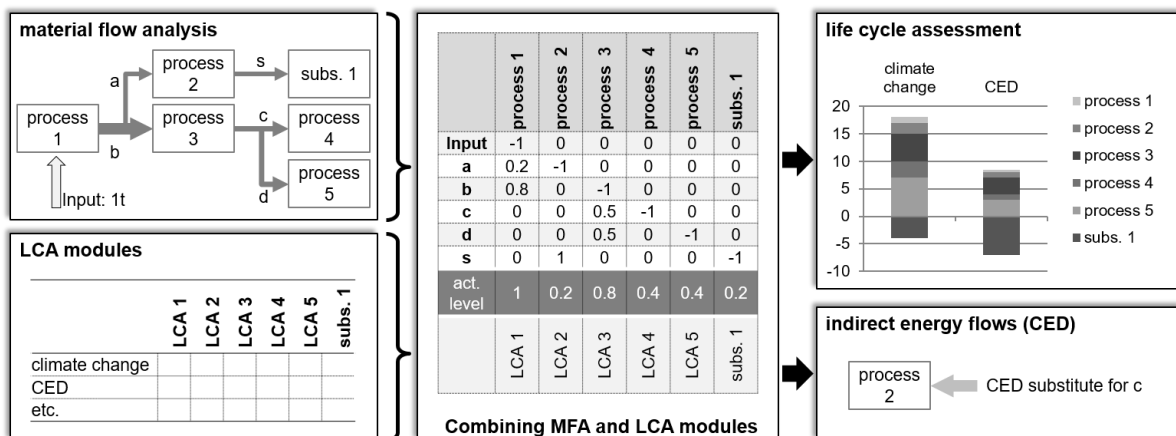 material flow analysis
process
1
a
b
process
2
s
subs. 1
process
3
c
d
process
4
process
5
Input: 1t
LCA modules
LCA 1
LCA 2
LCA 3
LCA 4
LCA 5
subs. 1
climate change
CED
etc.
process 1
process 2
process 3
process 4
process 5
subs. 1
Input -1 0 0 0 0 0
a 0.2 -1 0 0 0 0
b 0.8 0 -1 0 0 0
c 0 0 0.5 -1 0 0
d 0 0 0.5 0 -1 0
s 0 1 0 0 0 -1
act.
level 1 0.2 0.8 0.4 0.4 0.2
LCA 1
LCA 2
LCA 3
LCA 4
LCA 5
subs. 1
Combining MFA and LCA modules
life cycle assessment
climate
change
CED
20
15
10
5
0
-5
-10
process 1
process 2
process 3
process 4
process 5
subs. 1
indirect energy flows (CED)
process
2
CED substitute for c